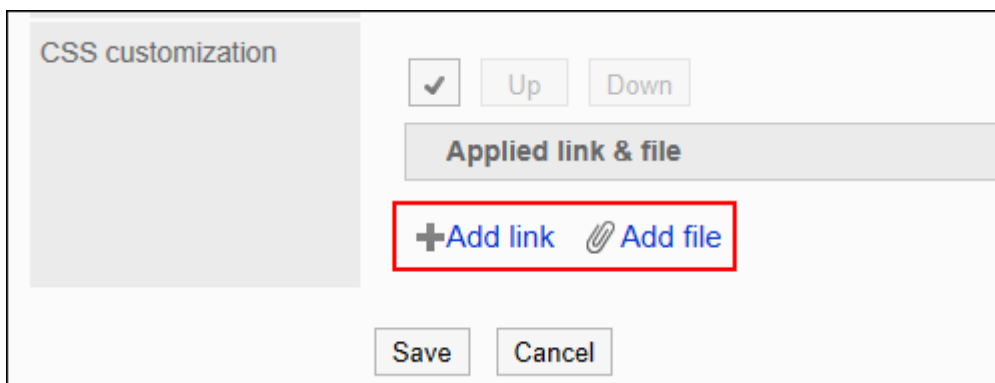 CSS customization
Up Down
Applied link & file
Add link Add file
Save Cancel